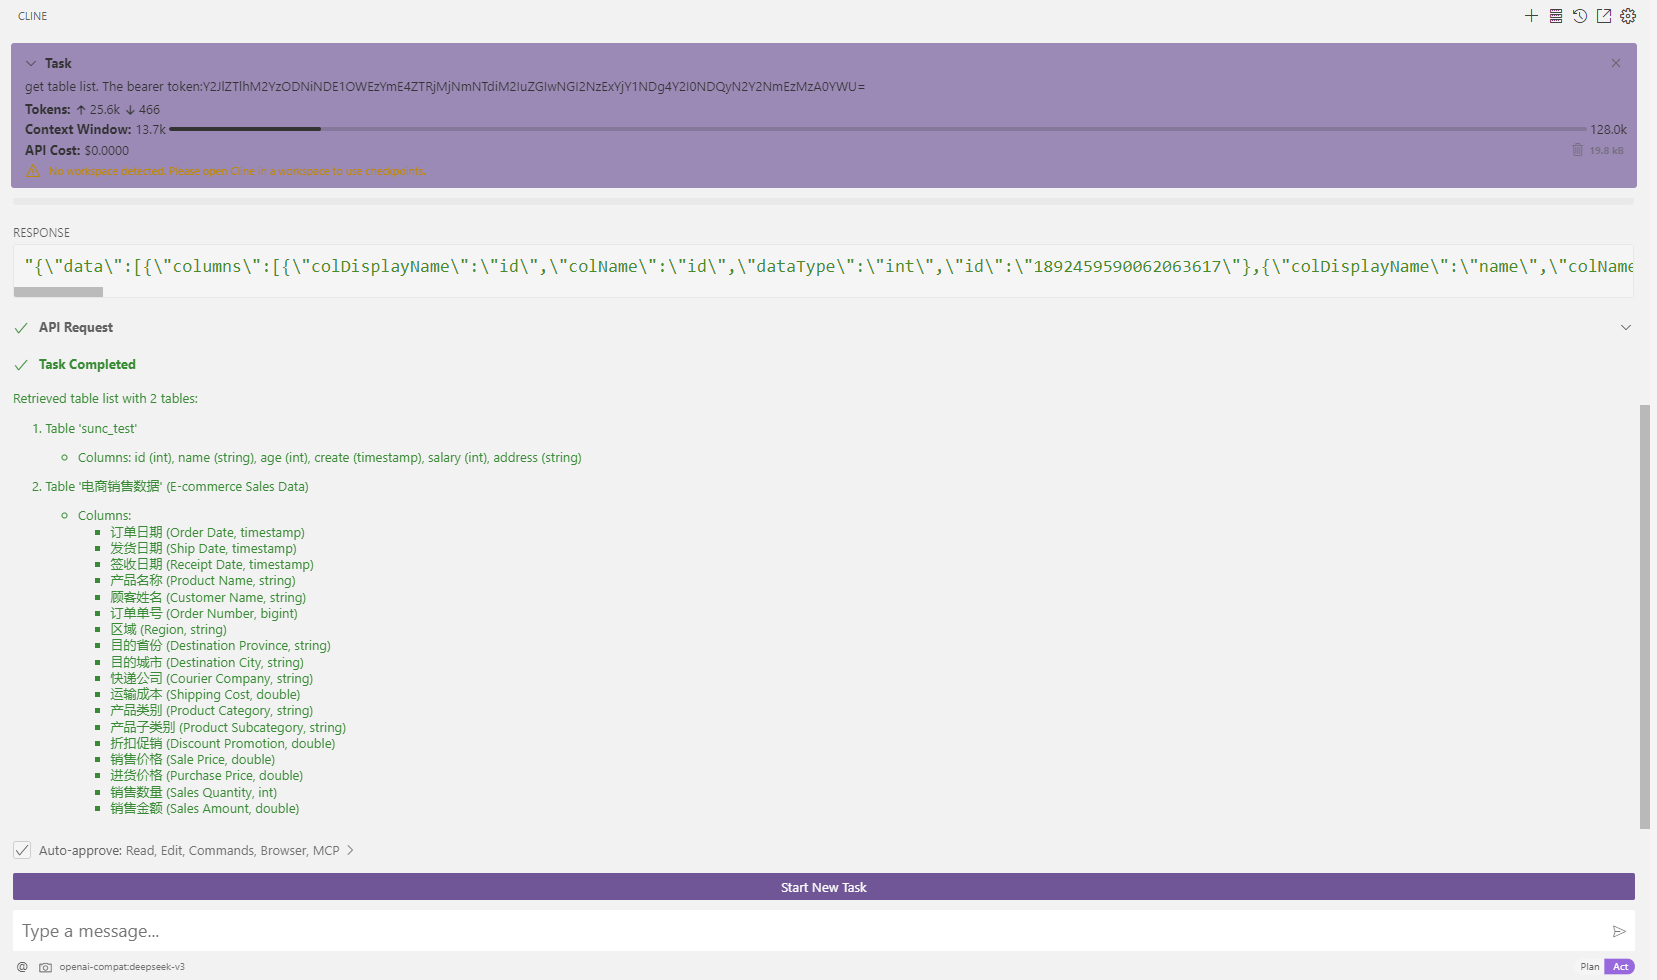 CLINE
Task
get table list. The bearer token:Y2JlZTlhM2YzODNiNDE1OWEzYmE4ZTRjMjNmNTdiM2IuZGIwNGI2NzExYjY1NDg4Y2I0NDQyN2Y2NmEzMzA0YWU=
Tokens: ↑ 25.6k ↓ 466
Context Window: 13.7k 128.0k
API Cost: $0.0000 19.8 kB
No workspace detected. Please open Cline in a workspace to use checkpoints.
RESPONSE
"{\"data\":[{\"columns\":[{\"colDisplayName\":\"id\",\"colName\":\"id\",\"dataType\":\"int\",\"id\":\"1892459590062063617\"},{\"colDisplayName\":\"name\",\"colName
API Request
Task Completed
Retrieved table list with 2 tables:
1. Table 'sunc_test'
Columns: id (int), name (string), age (int), create (timestamp), salary (int), address (string)
2. Table '电商销售数据' (E-commerce Sales Data)
Columns:
订单日期 (Order Date, timestamp)
发货日期 (Ship Date, timestamp)
签收日期 (Receipt Date, timestamp)
产品名称 (Product Name, string)
顾客姓名 (Customer Name, string)
订单单号 (Order Number, bigint)
区域 (Region, string)
目的省份 (Destination Province, string)
目的城市 (Destination City, string)
快递公司 (Courier Company, string)
运输成本 (Shipping Cost, double)
产品类别 (Product Category, string)
产品子类别 (Product Subcategory, string)
折扣促销 (Discount Promotion, double)
销售价格 (Sale Price, double)
进货价格 (Purchase Price, double)
销售数量 (Sales Quantity, int)
销售金额 (Sales Amount, double)
Auto-approve: Read, Edit, Commands, Browser, MCP
Start New Task
Type a message...
@ openai-compat:deepseek-v3 Plan Act